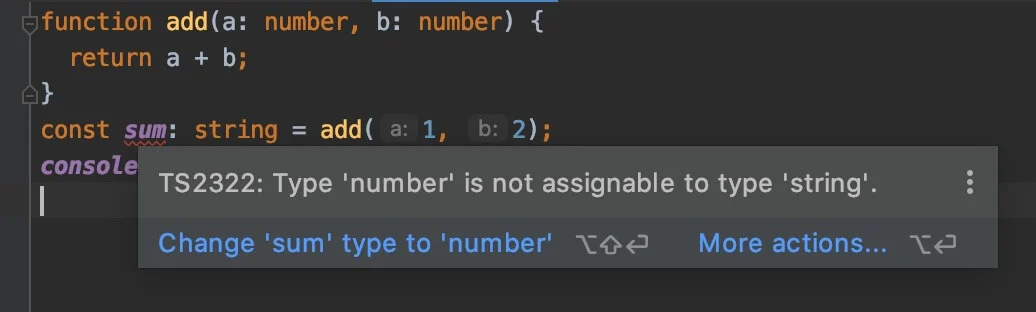 function add(a: number, b: number) {
return a + b;
}
const sum: string = add( a: 1, b: 2);
console
TS2322: Type 'number' is not assignable to type 'string'.
Change 'sum' type to 'number' ⌥⇧⏎ More actions... ⌥⏎